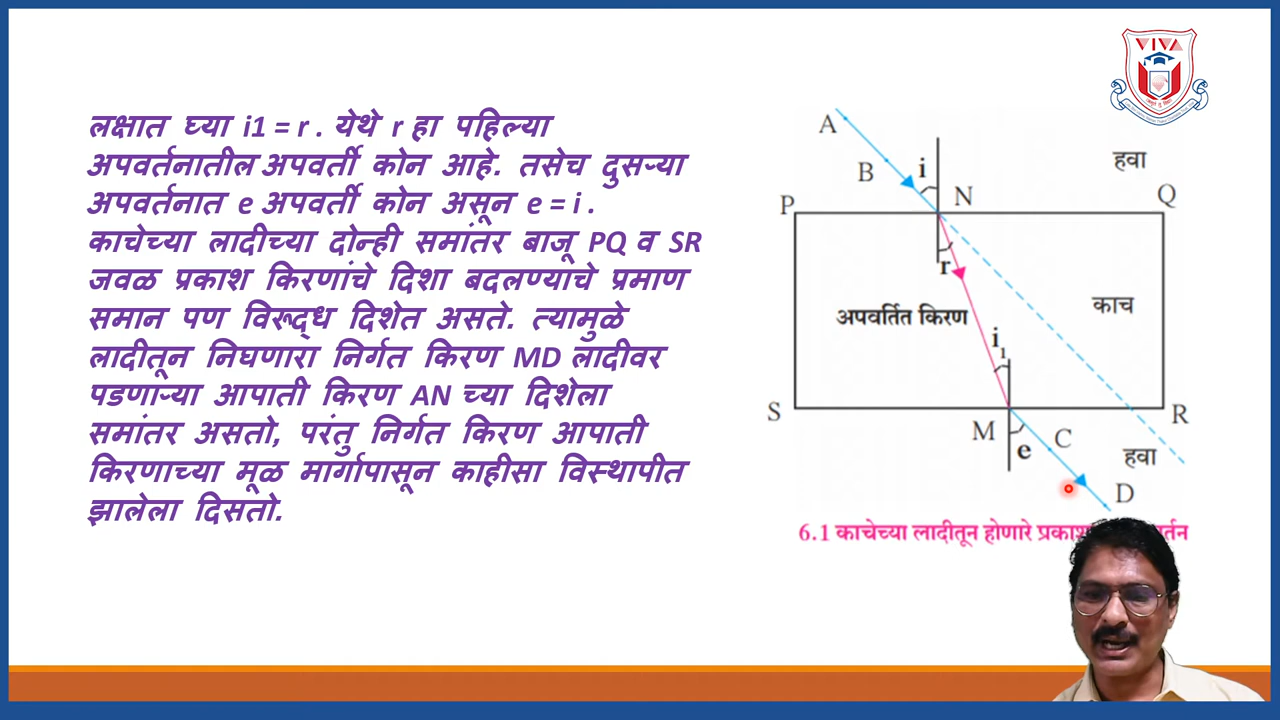 VIVA
लक्षात घ्या i1 = r . येथे r हा पहिल्या
अपवर्तनातील अपवर्ती कोन आहे. तसेच दुसऱ्या
अपवर्तनात e अपवर्ती कोन असून e = i .
काचेच्या लादीच्या दोन्ही समांतर बाजू PQ व SR
जवळ प्रकाश किरणांचे दिशा बदलण्याचे प्रमाण
समान पण विरूद्ध दिशेत असते. त्यामुळे
लादीतून निघणारा निर्गत किरण MD लादीवर
पडणाऱ्या आपाती किरण AN च्या दिशेला
समांतर असतो, परंतु निर्गत किरण आपाती
किरणाच्या मूळ मार्गापासून काहीसा विस्थापीत
झालेला दिसतो.
A
B
i
N
हवा
P
Q
r
अपवर्तित किरण
काच
i₁
S
R
M
e
C
हवा
D
6.1 काचेच्या लादीतून होणारे